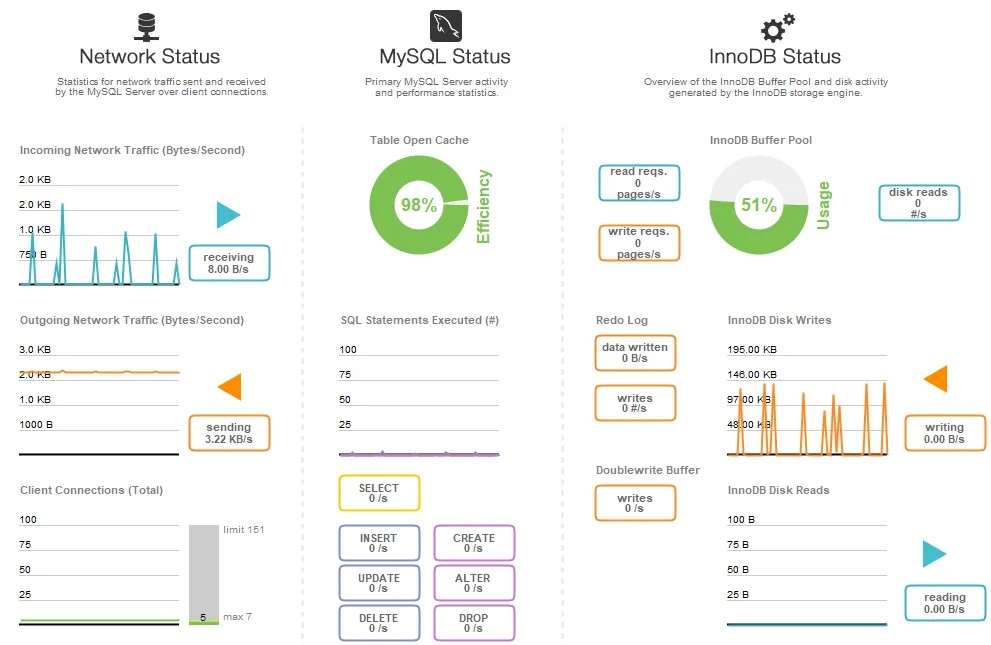 Network Status
Statistics for network traffic sent and received
by the MySQL Server over client connections.
Incoming Network Traffic (Bytes/Second)
2.0 KB
2.0 KB
1.0 KB
750 B
receiving
8.00 B/s
Outgoing Network Traffic (Bytes/Second)
3.0 KB
2.0 KB
1.0 KB
1000 B
sending
3.22 KB/s
Client Connections (Total)
100
75
50
25
limit 151
5
max 7
MySQL Status
Primary MySQL Server activity
and performance statistics.
Table Open Cache
98%
Efficiency
SQL Statements Executed (#)
100
75
50
25
SELECT
0 /s
INSERT
0 /s
CREATE
0 /s
UPDATE
0 /s
ALTER
0 /s
DELETE
0 /s
DROP
0 /s
InnoDB Status
Overview of the InnoDB Buffer Pool and disk activity
generated by the InnoDB storage engine.
InnoDB Buffer Pool
read reqs.
0
pages/s
write reqs.
0
pages/s
51%
Usage
disk reads
0
#/s
Redo Log
data written
0 B/s
writes
0 #/s
Doublewrite Buffer
writes
0 /s
InnoDB Disk Writes
195.00 KB
146.00 KB
97.00 KB
48.00 KB
writing
0.00 B/s
InnoDB Disk Reads
100 B
75 B
50 B
25 B
reading
0.00 B/s